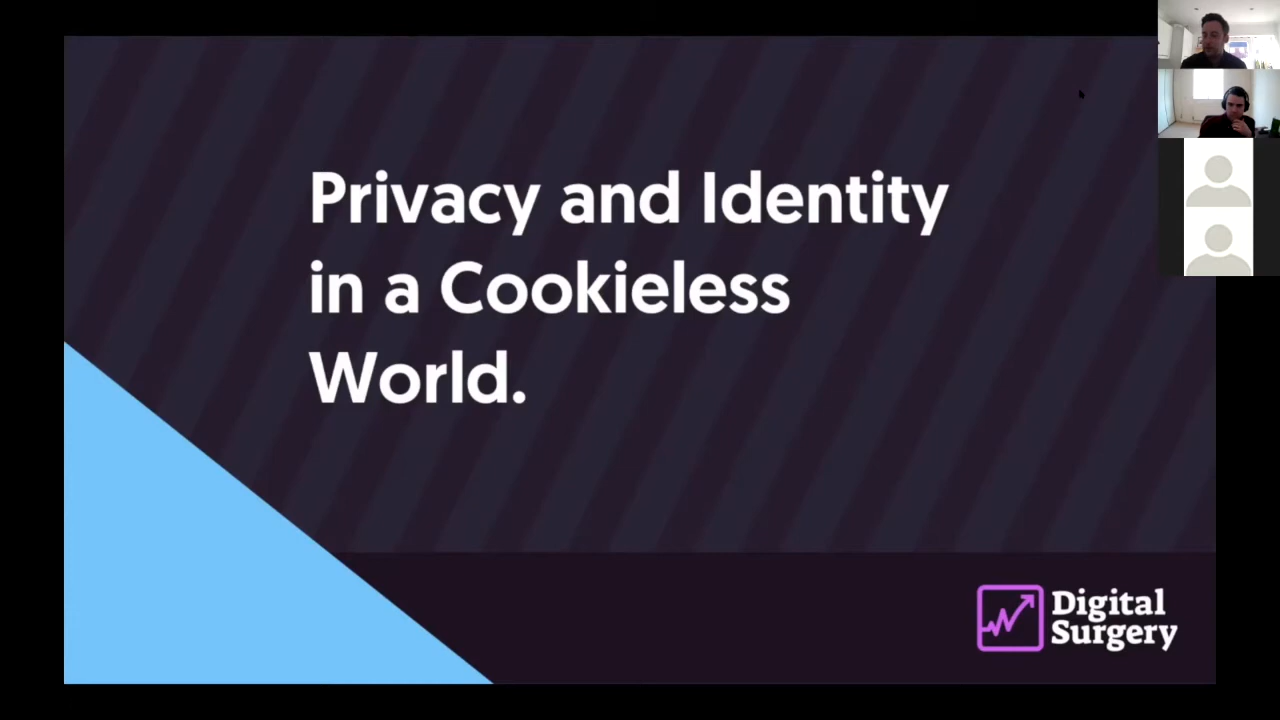 Privacy and Identity
in a Cookieless
World.
Digital
Surgery